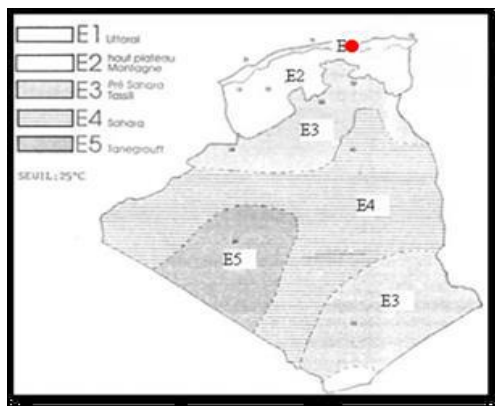 E1 Littoral
E2 haut plateau
Montagne
E3 Pré Sahara
Tassili
E4 Sahara
E5 Tanezrouft
SEUIL:25°C
E
E2
E3
E4
E5
E3